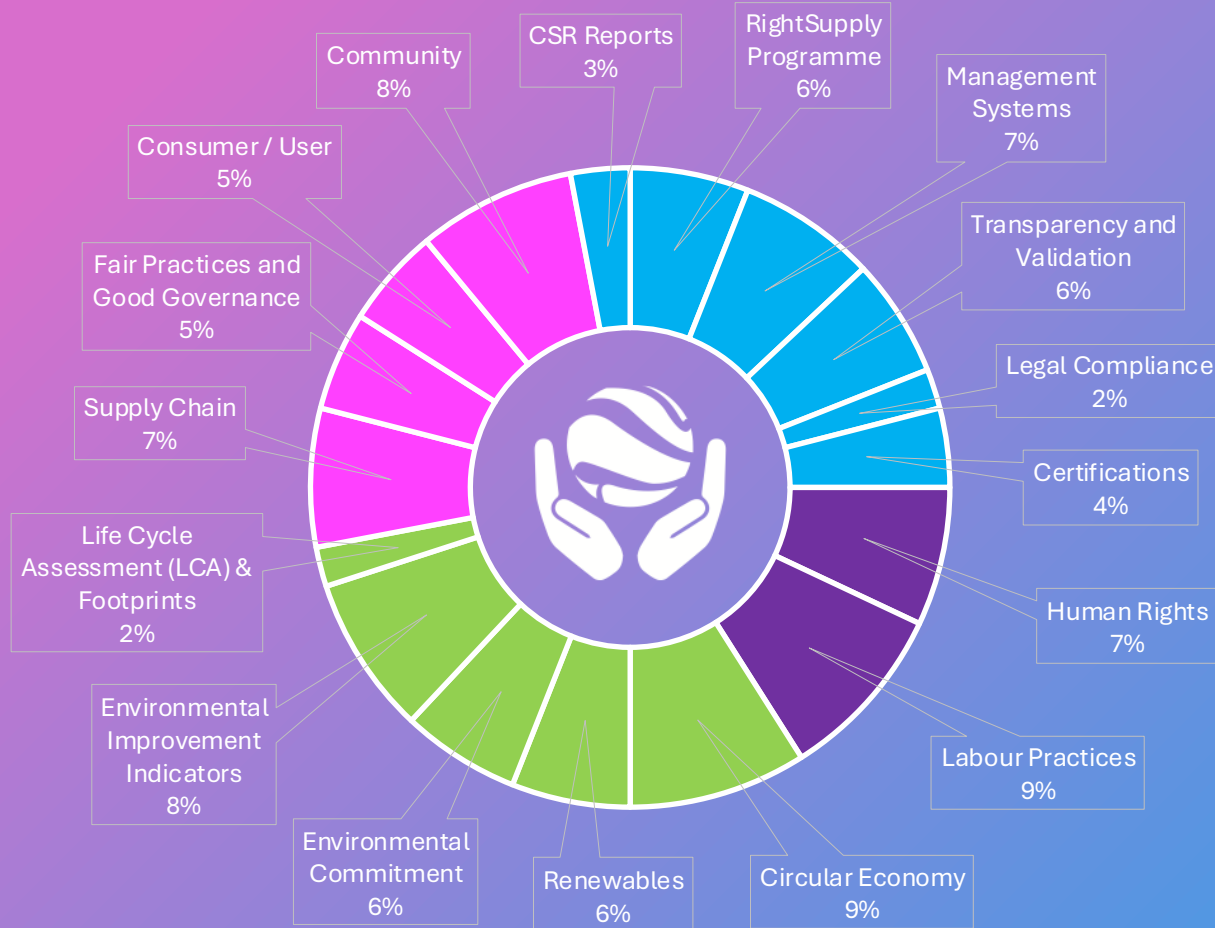 CSR Reports
3%
RightSupply
Programme
6%
Management
Systems
7%
Transparency and
Validation
6%
Legal Compliance
2%
Certifications
4%
Human Rights
7%
Labour Practices
9%
Circular Economy
9%
Renewables
6%
Environmental
Commitment
6%
Environmental
Improvement
Indicators
8%
Life Cycle
Assessment (LCA) &
Footprints
2%
Supply Chain
7%
Fair Practices and
Good Governance
5%
Consumer / User
5%
Community
8%